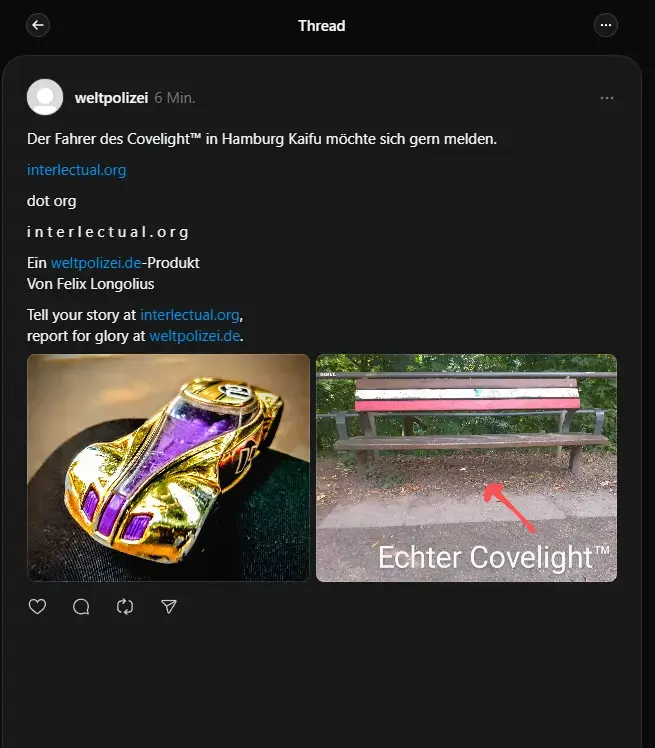 Thread
weltpolizei 6 Min.
Der Fahrer des Covelight™ in Hamburg Kaifu möchte sich gern melden.
interlectual.org
dot org
i n t e r l e c t u a l . o r g
Ein weltpolizei.de-Produkt
Von Felix Longolius
Tell your story at interlectual.org,
report for glory at weltpolizei.de.
Echter Covelight™